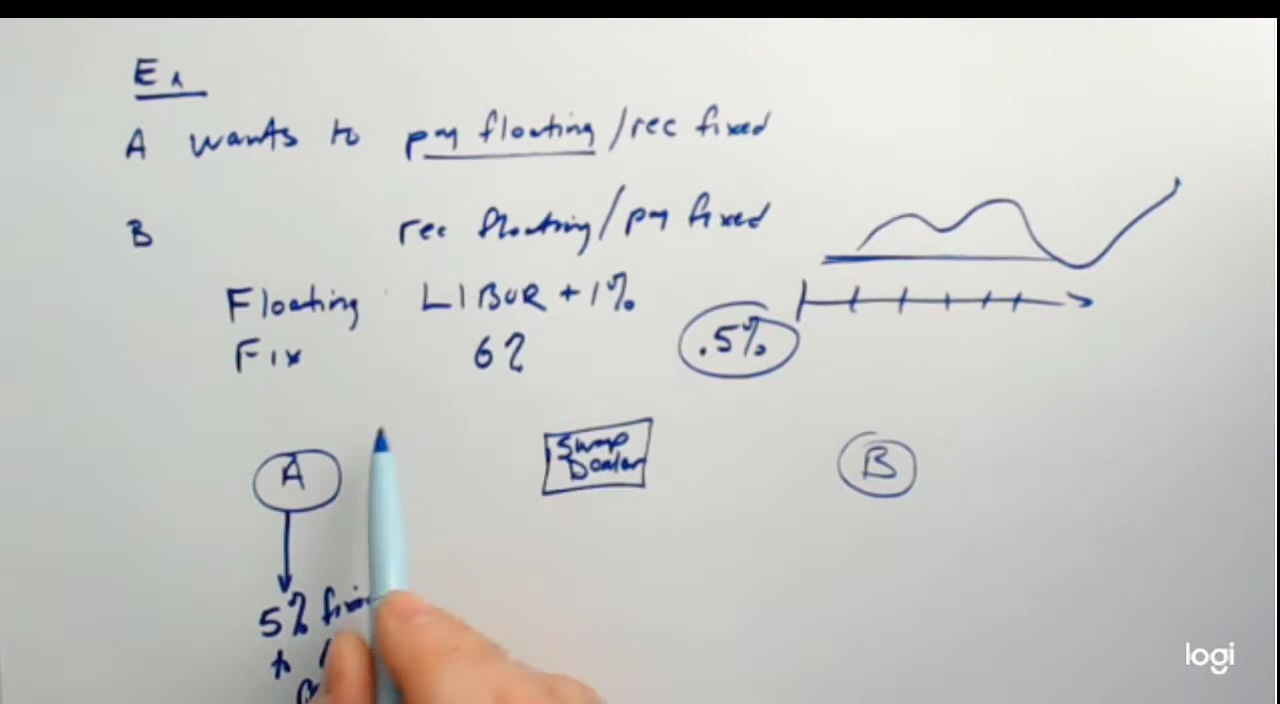 Ex
A wants to pay floating/rec fixed
B rec floating/pay fixed
Floating LIBOR + 1%
Fix 6%
.5%
A
Swap
Dealer
B
5% fixed
logi